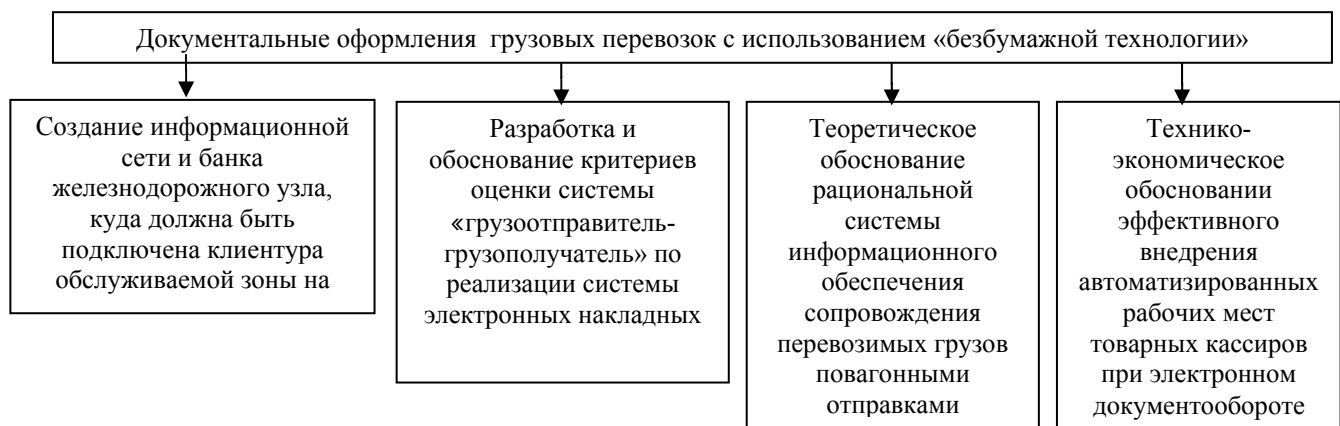 Документальные оформления  грузовых перевозок с использованием «безбумажной технологии»
Создание информационной
сети и банка
железнодорожного узла,
куда должна быть
подключена клиентура
обслуживаемой зоны на
Разработка и
обоснование критериев
оценки системы
«грузоотправитель-
грузополучатель» по
реализации системы
электронных накладных
Теоретическое
обоснование
рациональной
системы
информационного
обеспечения
сопровождения
перевозимых грузов
повагонными
отправками
Технико-
экономическое
обосновании
эффективного
внедрения
автоматизированных
рабочих мест
товарных кассиров
при электронном
документообороте